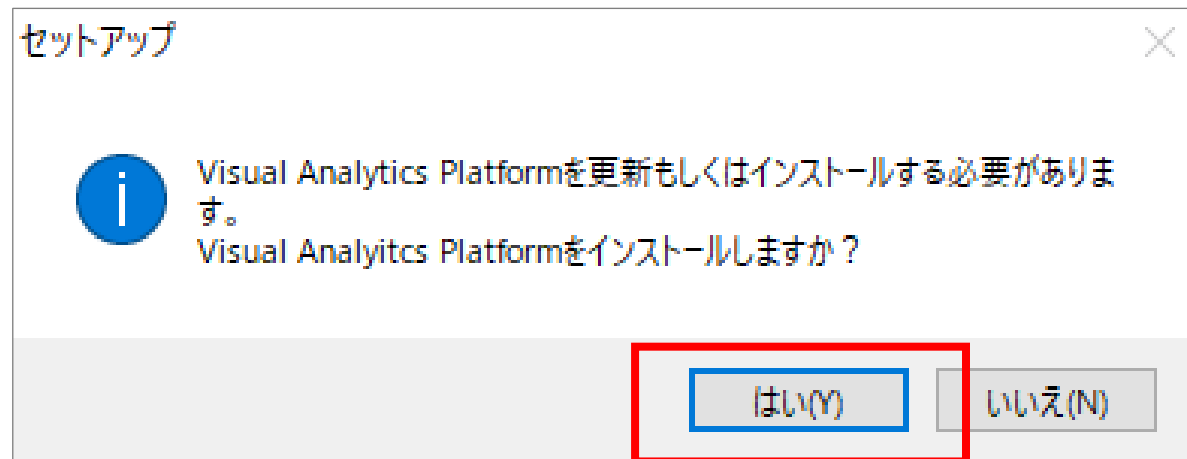 セットアップ
Visual Analytics Platformを更新もしくはインストールする必要がありま
す。
Visual Analyitcs Platformをインストールしますか？
はい(Y)
いいえ(N)